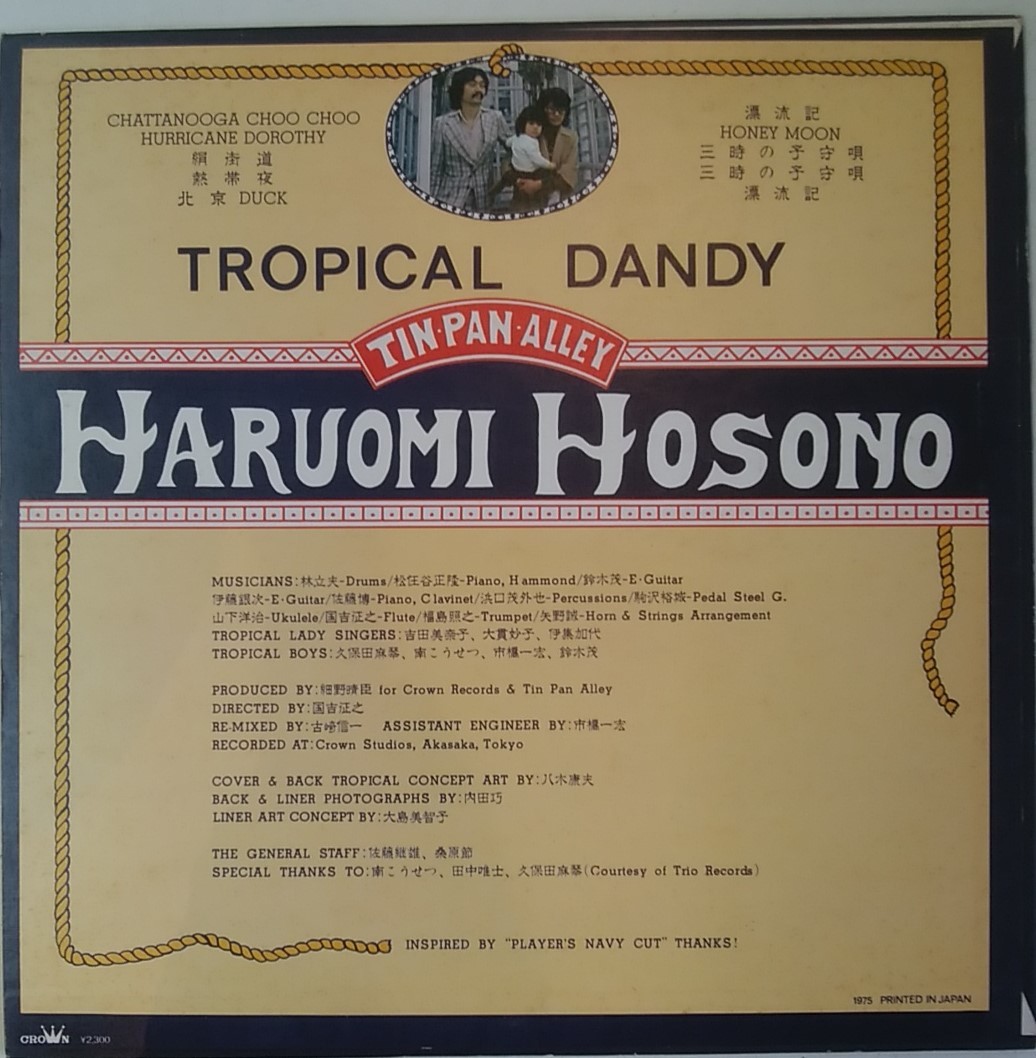 CHATTANOOGA CHOO CHOO
HURRICANE DOROTHY
絹街道
熱帯夜
北京 DUCK
漂流記
HONEY MOON
三時の子守唄
三時の子守唄
漂流記
TROPICAL DANDY
TIN·PAN·ALLEY
HARUOMI HOSONO
MUSICIANS:林立夫-Drums/松任谷正隆-Piano, Hammond/鈴木茂-E·Guitar
伊藤銀次-E·Guitar/佐藤博-Piano, Clavinet/浜口茂外也-Percussions/駒沢裕城-Pedal Steel G.
山下洋治-Ukulele/国吉征之-Flute/福島照之-Trumpet/矢野誠-Horn & Strings Arrangement
TROPICAL LADY SINGERS:吉田美奈子、大貫妙子、伊集加代
TROPICAL BOYS:久保田麻琴、南こうせつ、市橋一宏、鈴木茂
PRODUCED BY:細野晴臣 for Crown Records & Tin Pan Alley
DIRECTED BY:国吉征之
RE-MIXED BY:古崎信一 ASSISTANT ENGINEER BY:市橋一宏
RECORDED AT:Crown Studios, Akasaka, Tokyo
COVER & BACK TROPICAL CONCEPT ART BY:八木康夫
BACK & LINER PHOTOGRAPHS BY:内田巧
LINER ART CONCEPT BY:大島美智子
THE GENERAL STAFF:佐藤継雄、桑原節
SPECIAL THANKS TO:南こうせつ、田中唯士、久保田麻琴(Courtesy of Trio Records)
INSPIRED BY "PLAYER'S NAVY CUT" THANKS!
1975 PRINTED IN JAPAN
CROWN ¥2,300